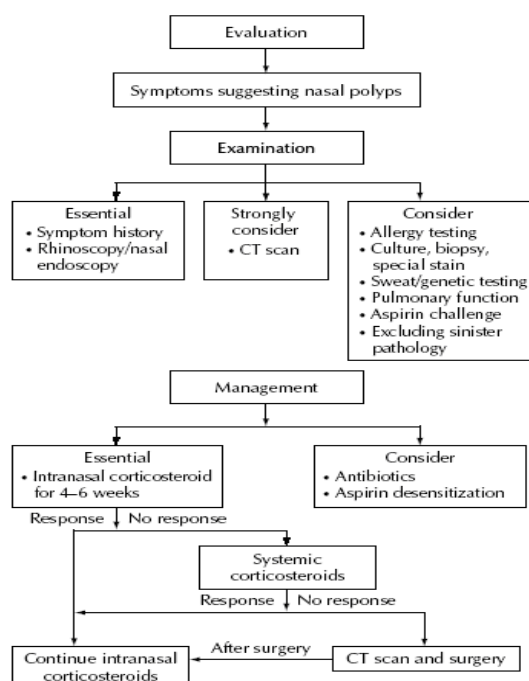 Evaluation
Symptoms suggesting nasal polyps
Examination
Essential
• Symptom history
• Rhinoscopy/nasal
endoscopy
Strongly
consider
• CT scan
Consider
• Allergy testing
• Culture, biopsy,
special stain
• Sweat/genetic testing
• Pulmonary function
• Aspirin challenge
• Excluding sinister
pathology
Management
Essential
• Intranasal corticosteroid
for 4–6 weeks
Consider
• Antibiotics
• Aspirin desensitization
Response No response
Systemic
corticosteroids
Response No response
Continue intranasal
corticosteroids
After surgery
CT scan and surgery